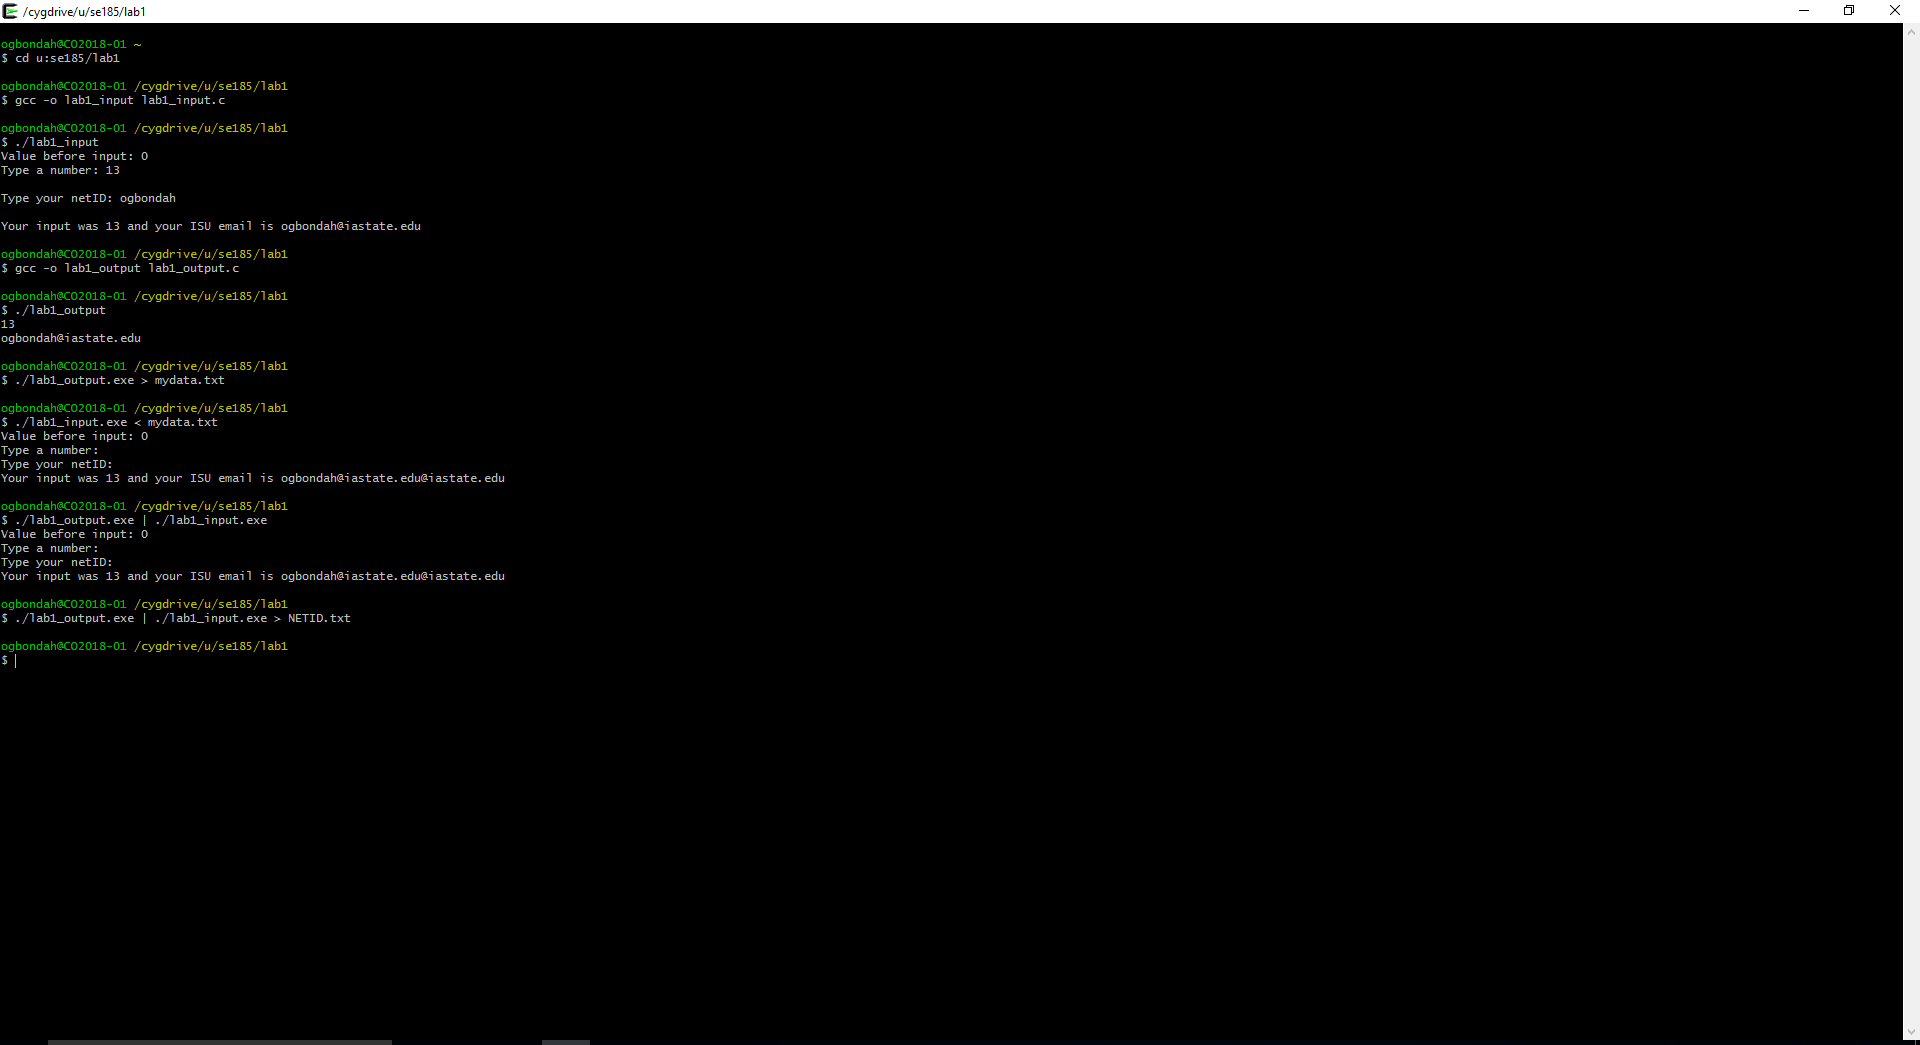 /cygdrive/u/se185/lab1
ogbondah@CO2018-01 ~
$ cd u:se185/lab1
ogbondah@CO2018-01 /cygdrive/u/se185/lab1
$ gcc -o lab1_input lab1_input.c
ogbondah@CO2018-01 /cygdrive/u/se185/lab1
$ ./lab1_input
Value before input: 0
Type a number: 13
Type your netID: ogbondah
Your input was 13 and your ISU email is ogbondah@iastate.edu
ogbondah@CO2018-01 /cygdrive/u/se185/lab1
$ gcc -o lab1_output lab1_output.c
ogbondah@CO2018-01 /cygdrive/u/se185/lab1
$ ./lab1_output
13
ogbondah@iastate.edu
ogbondah@CO2018-01 /cygdrive/u/se185/lab1
$ ./lab1_output.exe > mydata.txt
ogbondah@CO2018-01 /cygdrive/u/se185/lab1
$ ./lab1_input.exe < mydata.txt
Value before input: 0
Type a number:
Type your netID:
Your input was 13 and your ISU email is ogbondah@iastate.edu@iastate.edu
ogbondah@CO2018-01 /cygdrive/u/se185/lab1
$ ./lab1_output.exe | ./lab1_input.exe
Value before input: 0
Type a number:
Type your netID:
Your input was 13 and your ISU email is ogbondah@iastate.edu@iastate.edu
ogbondah@CO2018-01 /cygdrive/u/se185/lab1
$ ./lab1_output.exe | ./lab1_input.exe > NETID.txt
ogbondah@CO2018-01 /cygdrive/u/se185/lab1
$